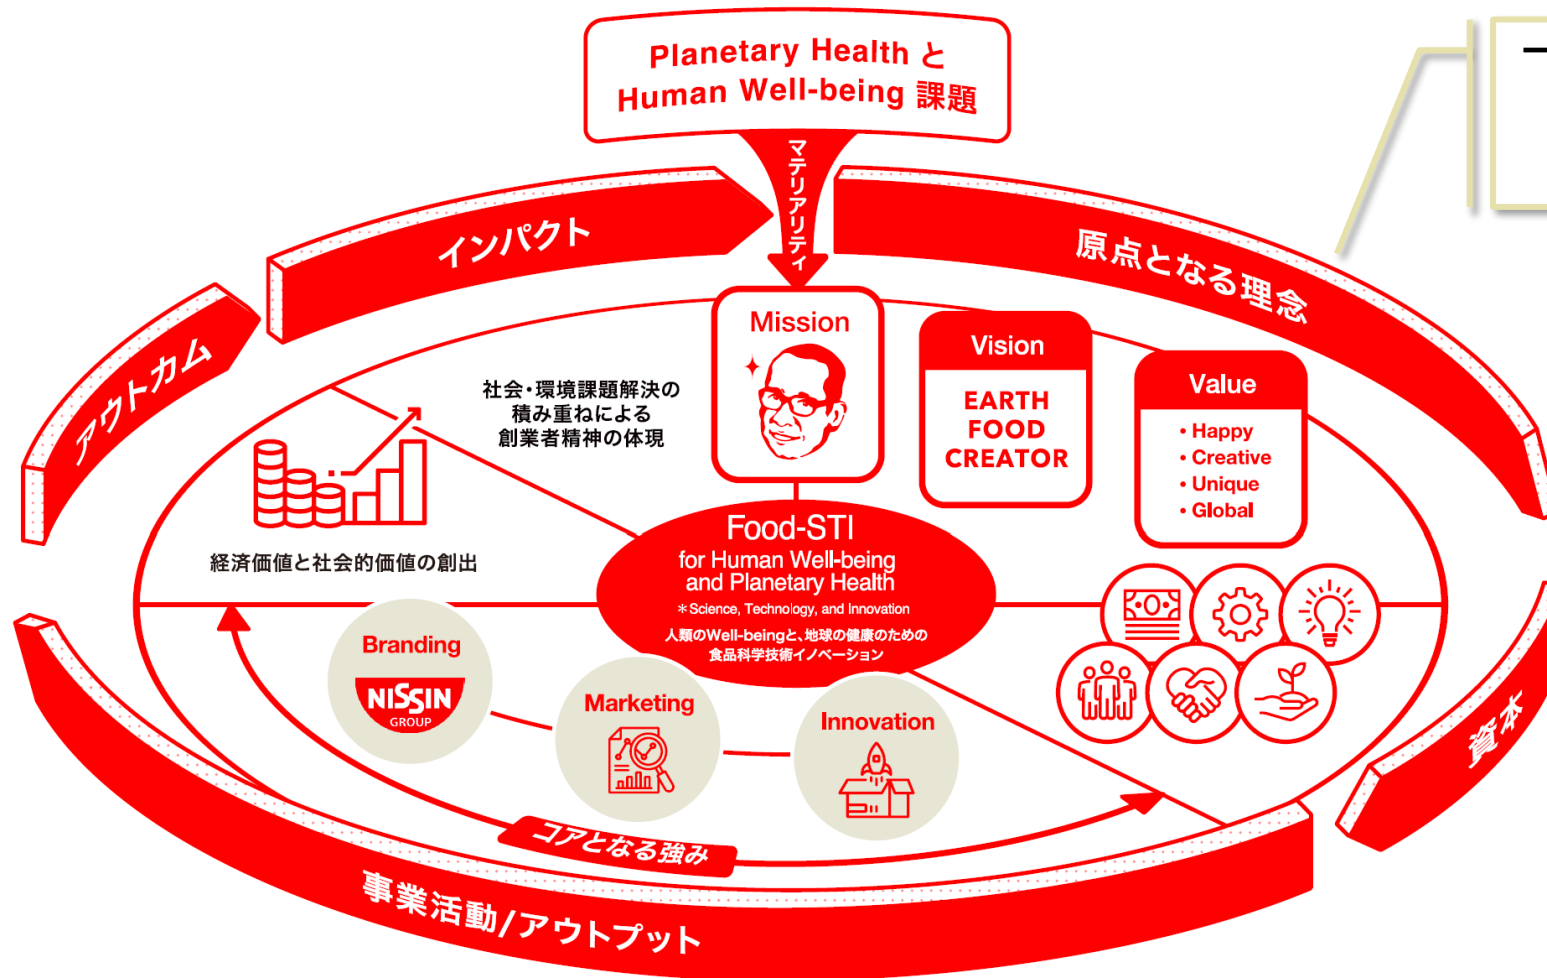 Planetary Health と
Human Well-being 課題
マテリアリティ
インパクト
原点となる理念
アウトカム
Mission
Vision
EARTH
FOOD
CREATOR
Value
• Happy
• Creative
• Unique
• Global
社会・環境課題解決の
積み重ねによる
創業者精神の体現
経済価値と社会的価値の創出
Food-STI
for Human Well-being
and Planetary Health
＊Science, Technology, and Innovation
人類のWell-beingと、地球の健康のための
食品科学技術イノベーション
Branding
NISSIN
GROUP
Marketing
Innovation
資本
コアとなる強み
事業活動/アウトプット